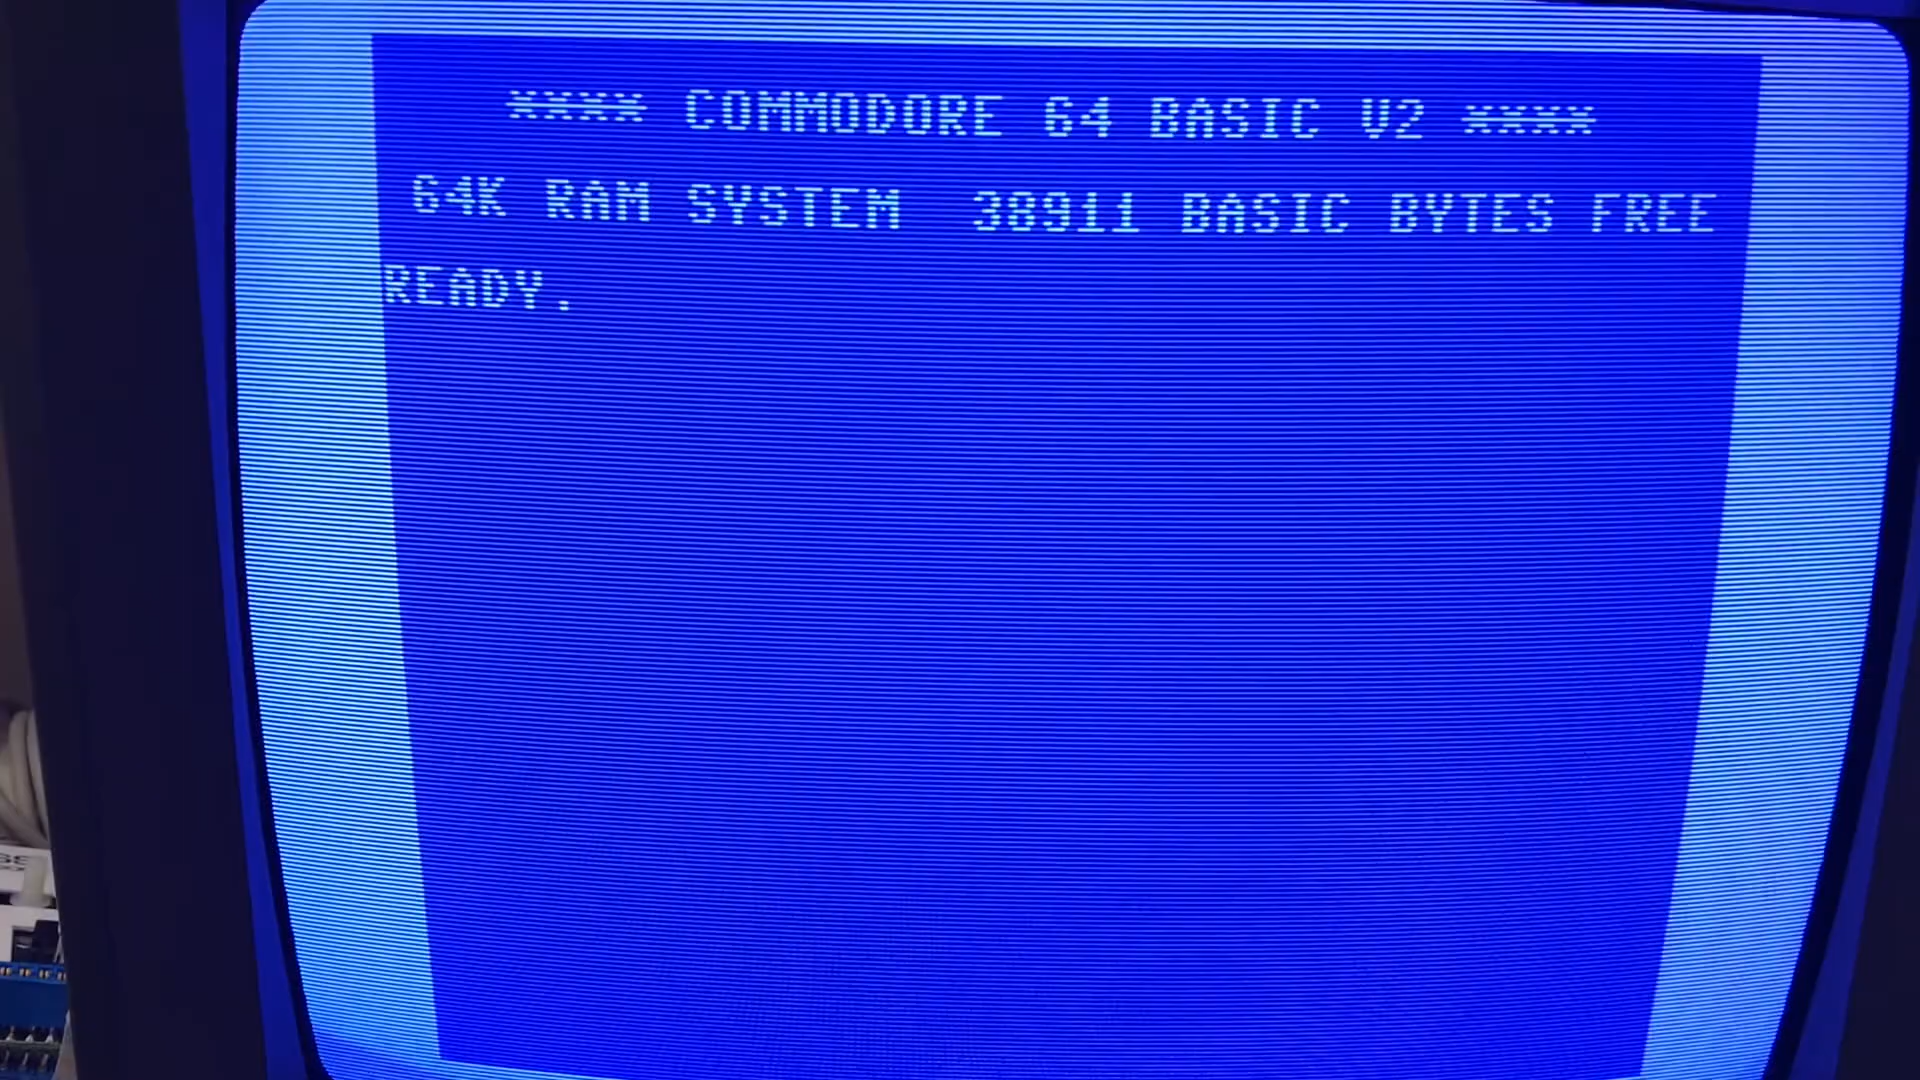 **** COMMODORE 64 BASIC V2 ****
64K RAM SYSTEM  38911 BASIC BYTES FREE
READY.